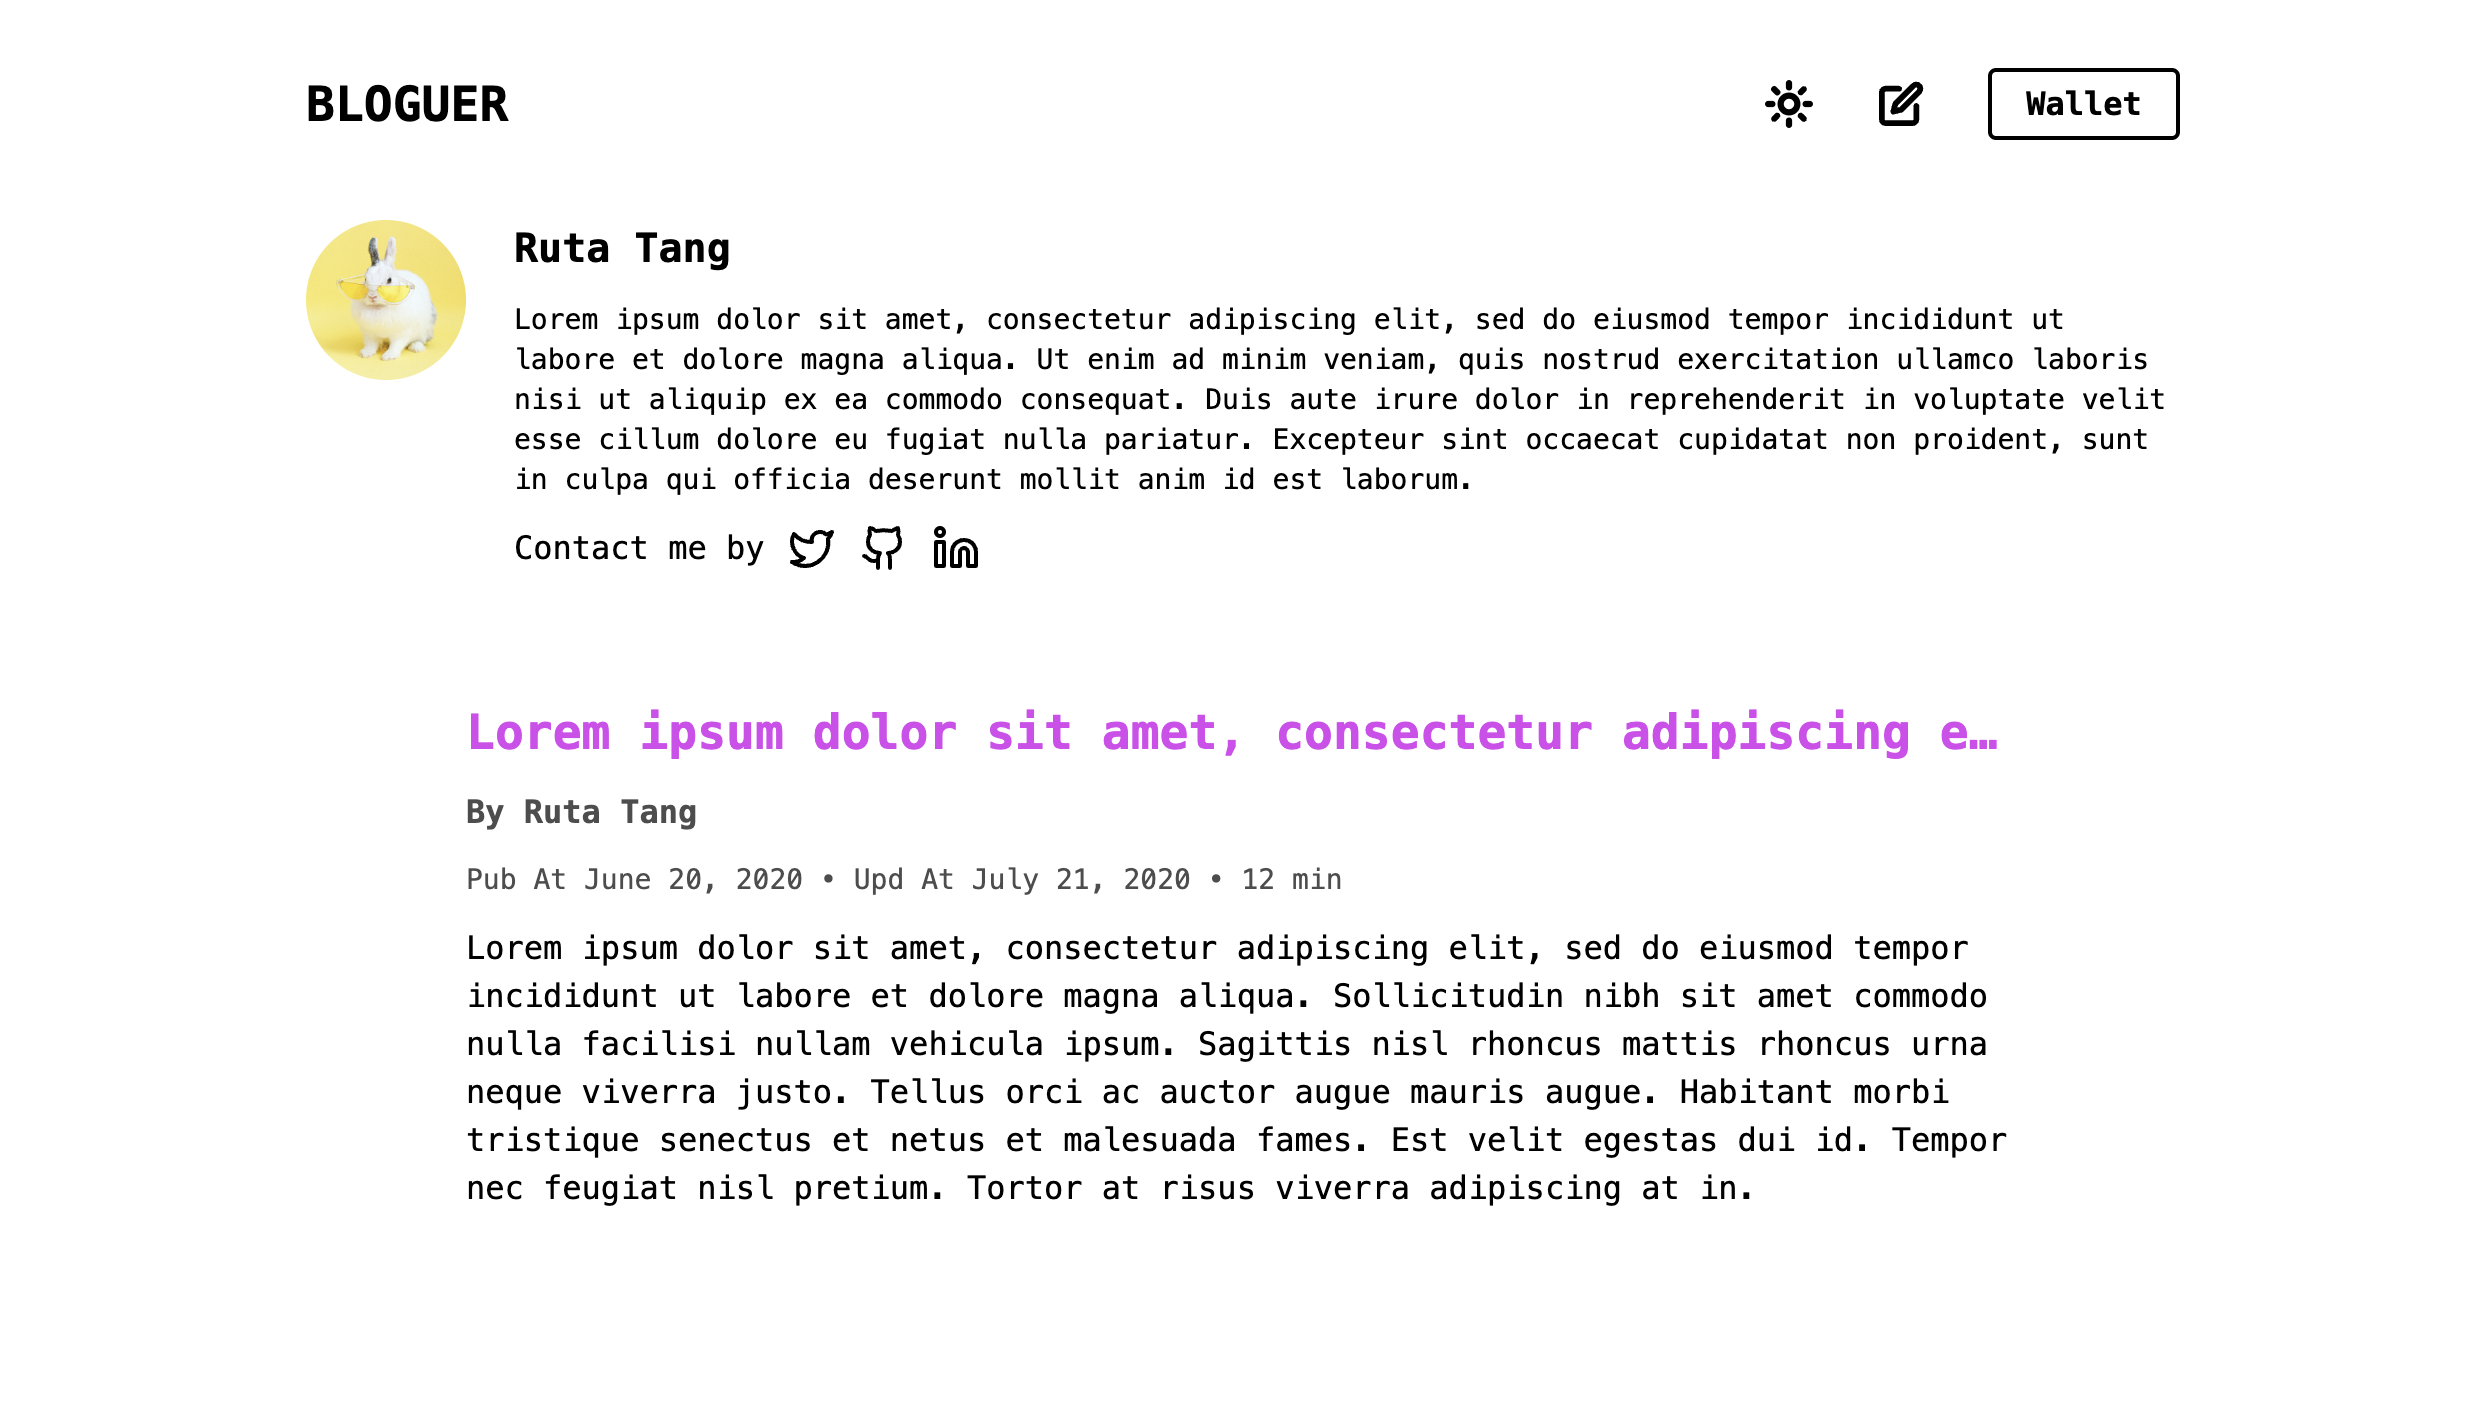 BLOGUER
Wallet
Ruta Tang
Lorem ipsum dolor sit amet, consectetur adipiscing elit, sed do eiusmod tempor incididunt ut
labore et dolore magna aliqua. Ut enim ad minim veniam, quis nostrud exercitation ullamco laboris
nisi ut aliquip ex ea commodo consequat. Duis aute irure dolor in reprehenderit in voluptate velit
esse cillum dolore eu fugiat nulla pariatur. Excepteur sint occaecat cupidatat non proident, sunt
in culpa qui officia deserunt mollit anim id est laborum.
Contact me by
Lorem ipsum dolor sit amet, consectetur adipiscing e…
By Ruta Tang
Pub At June 20, 2020 • Upd At July 21, 2020 • 12 min
Lorem ipsum dolor sit amet, consectetur adipiscing elit, sed do eiusmod tempor
incididunt ut labore et dolore magna aliqua. Sollicitudin nibh sit amet commodo
nulla facilisi nullam vehicula ipsum. Sagittis nisl rhoncus mattis rhoncus urna
neque viverra justo. Tellus orci ac auctor augue mauris augue. Habitant morbi
tristique senectus et netus et malesuada fames. Est velit egestas dui id. Tempor
nec feugiat nisl pretium. Tortor at risus viverra adipiscing at in.